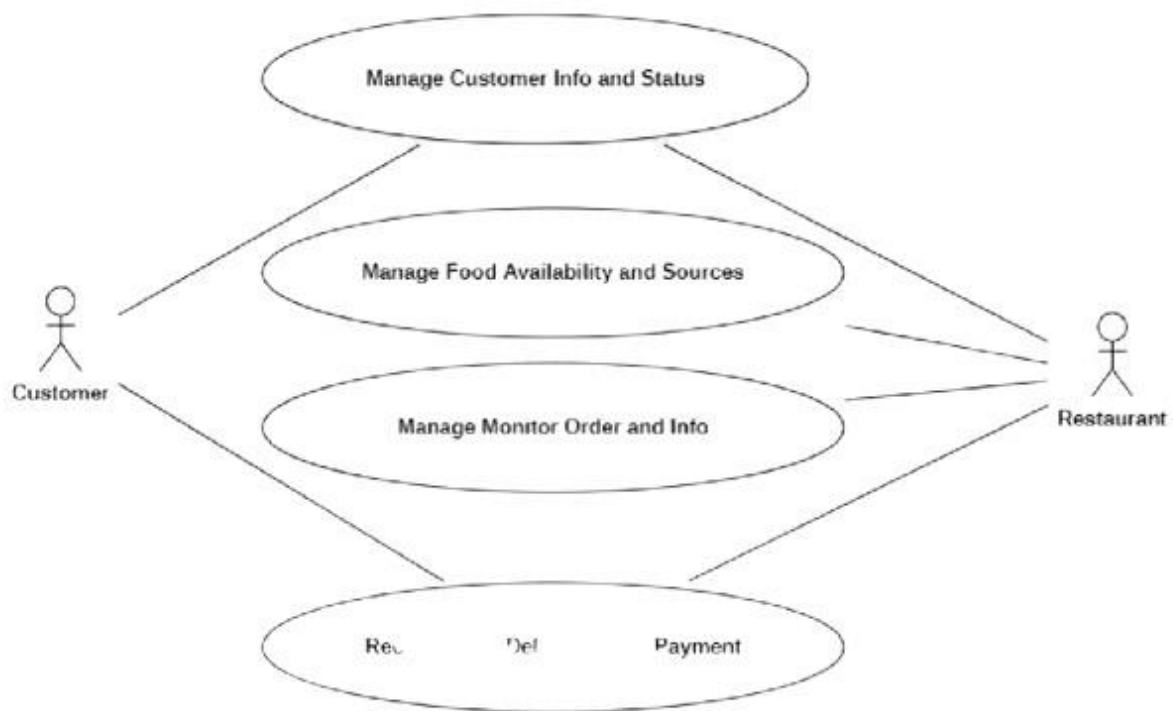 Manage Customer Info and Status
Manage Food Availability and Sources
Customer
Manage Monitor Order and Info
Restaurant
Payment